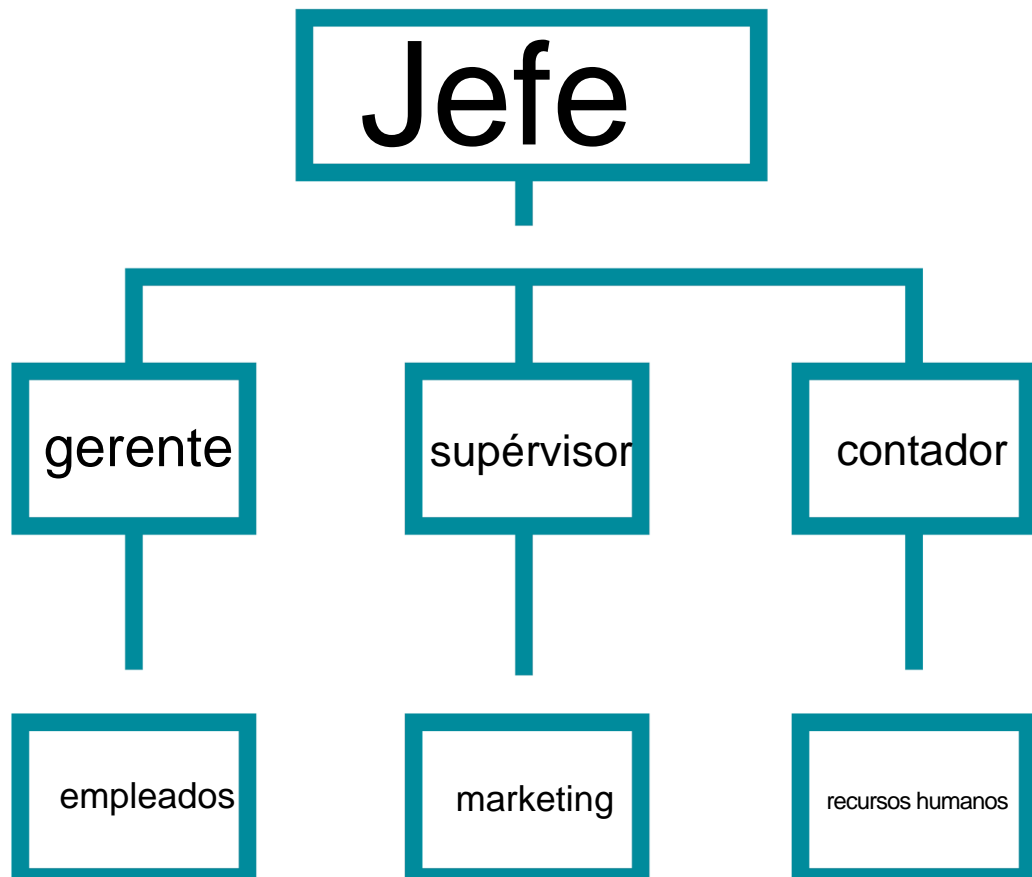 Jefe
gerente
supérvisor
contador
empleados
marketing
recursos humanos